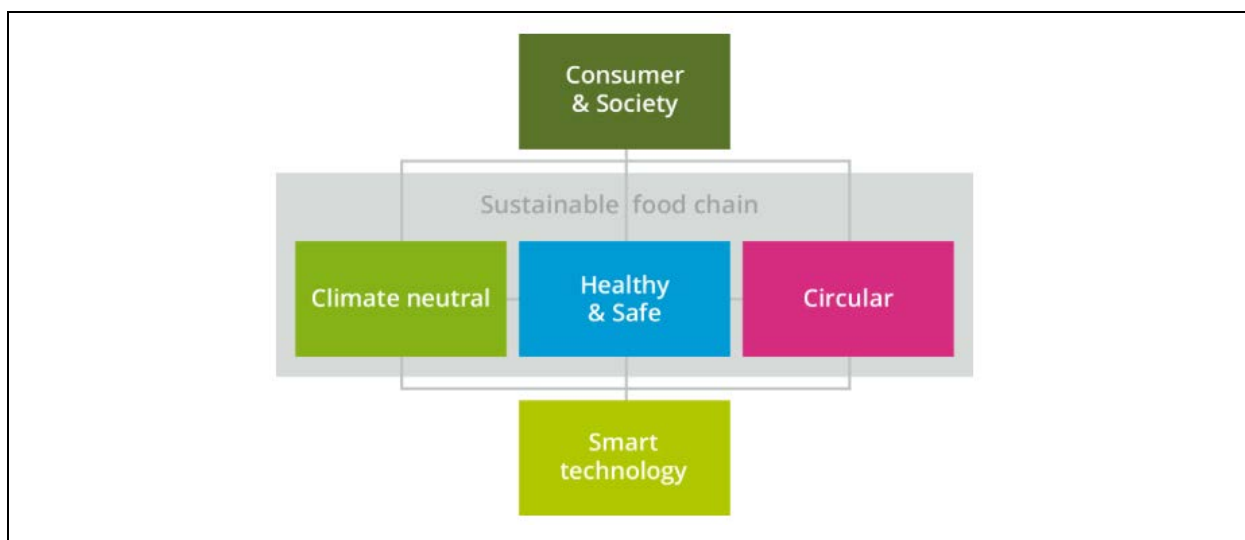 Consumer
& Society
Sustainable food chain
Climate neutral
Healthy
& Safe
Circular
Smart
technology